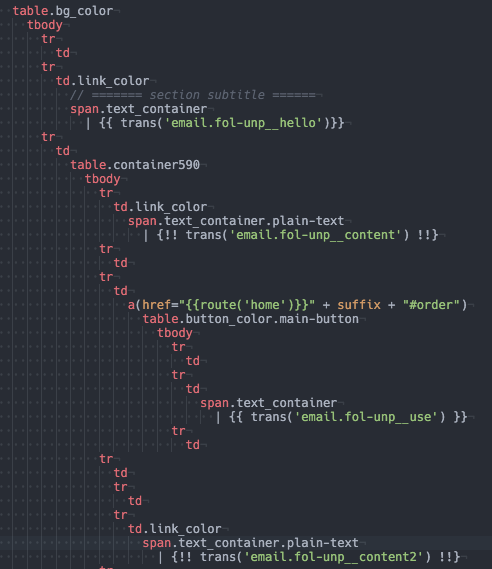 table.bg_color
tbody
tr
td
tr
td.link_color
// ======= section subtitle ======
span.text_container
| {{ trans('email.fol-unp__hello')}}
tr
td
table.container590
tbody
tr
td.link_color
span.text_container.plain-text
| {!! trans('email.fol-unp__content') !!}
tr
td
tr
td
a(href="{{route('home')}}" + suffix + "#order")
table.button_color.main-button
tbody
tr
td
tr
td
span.text_container
| {{ trans('email.fol-unp__use') }}
tr
td
tr
td
tr
td
tr
td.link_color
span.text_container.plain-text
| {!! trans('email.fol-unp__content2') !!}
tr